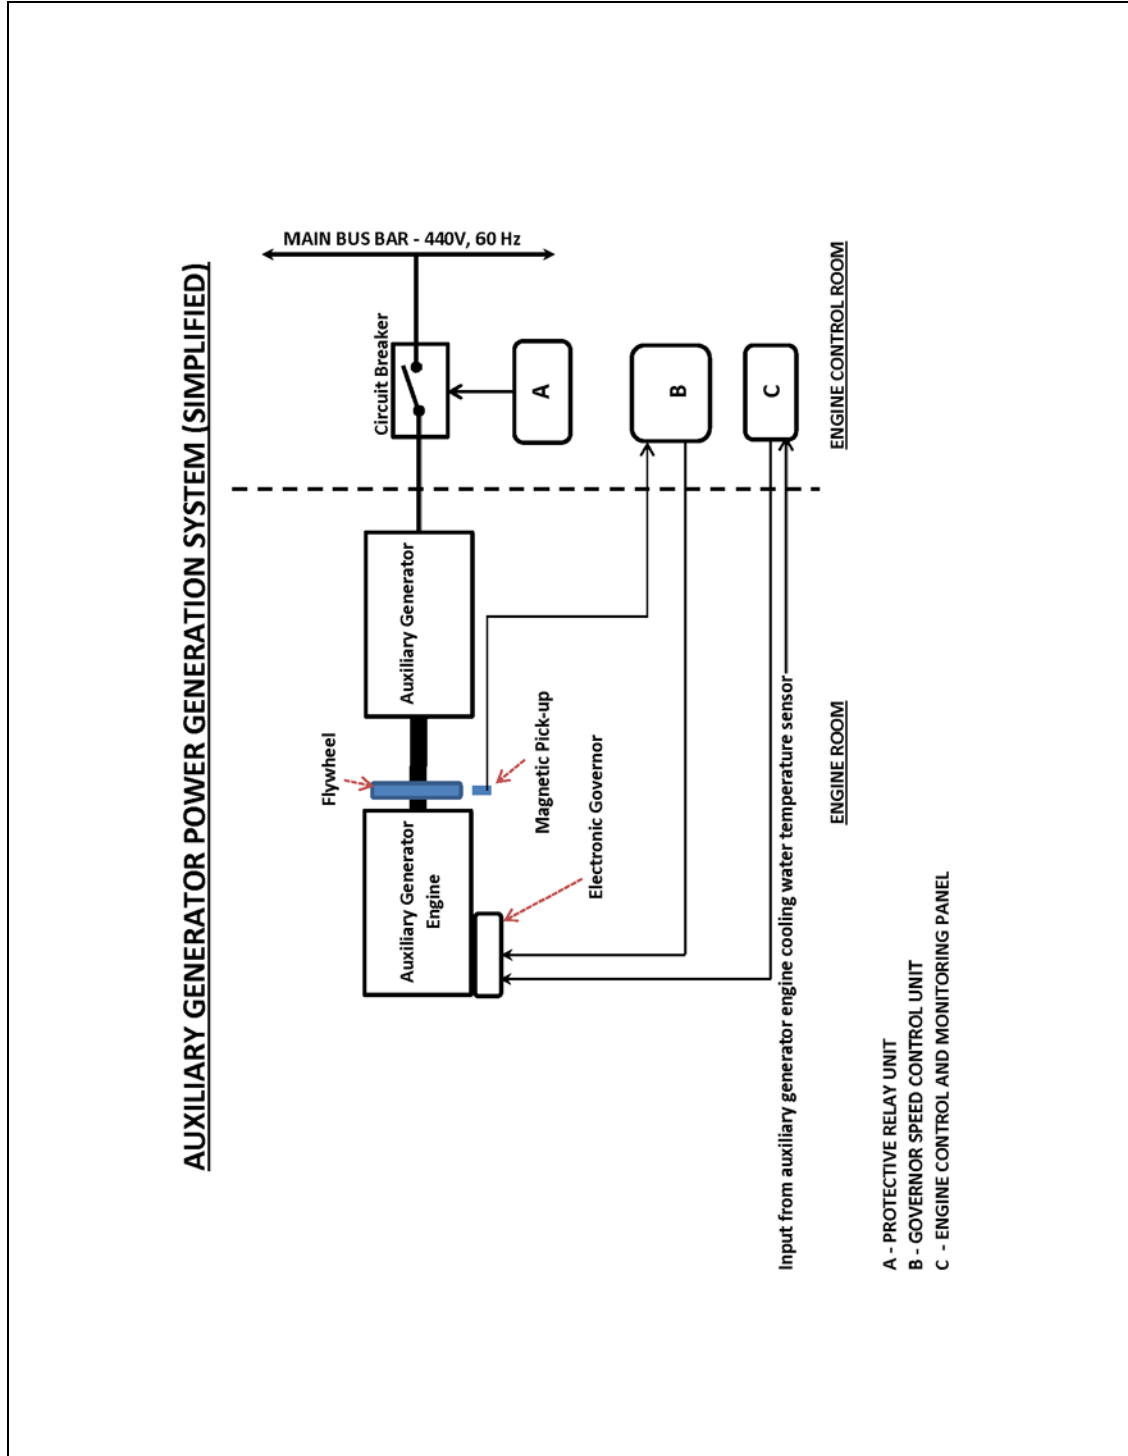 AUXILIARY GENERATOR POWER GENERATION SYSTEM (SIMPLIFIED)
MAIN BUS BAR - 440V, 60 Hz
Circuit Breaker
Flywheel
Auxiliary Generator
Engine
Auxiliary Generator
A
Magnetic Pick-up
Electronic Governor
B
C
Input from auxiliary generator engine cooling water temperature sensor
ENGINE ROOM
ENGINE CONTROL ROOM
A - PROTECTIVE RELAY UNIT
B - GOVERNOR SPEED CONTROL UNIT
C - ENGINE CONTROL AND MONITORING PANEL